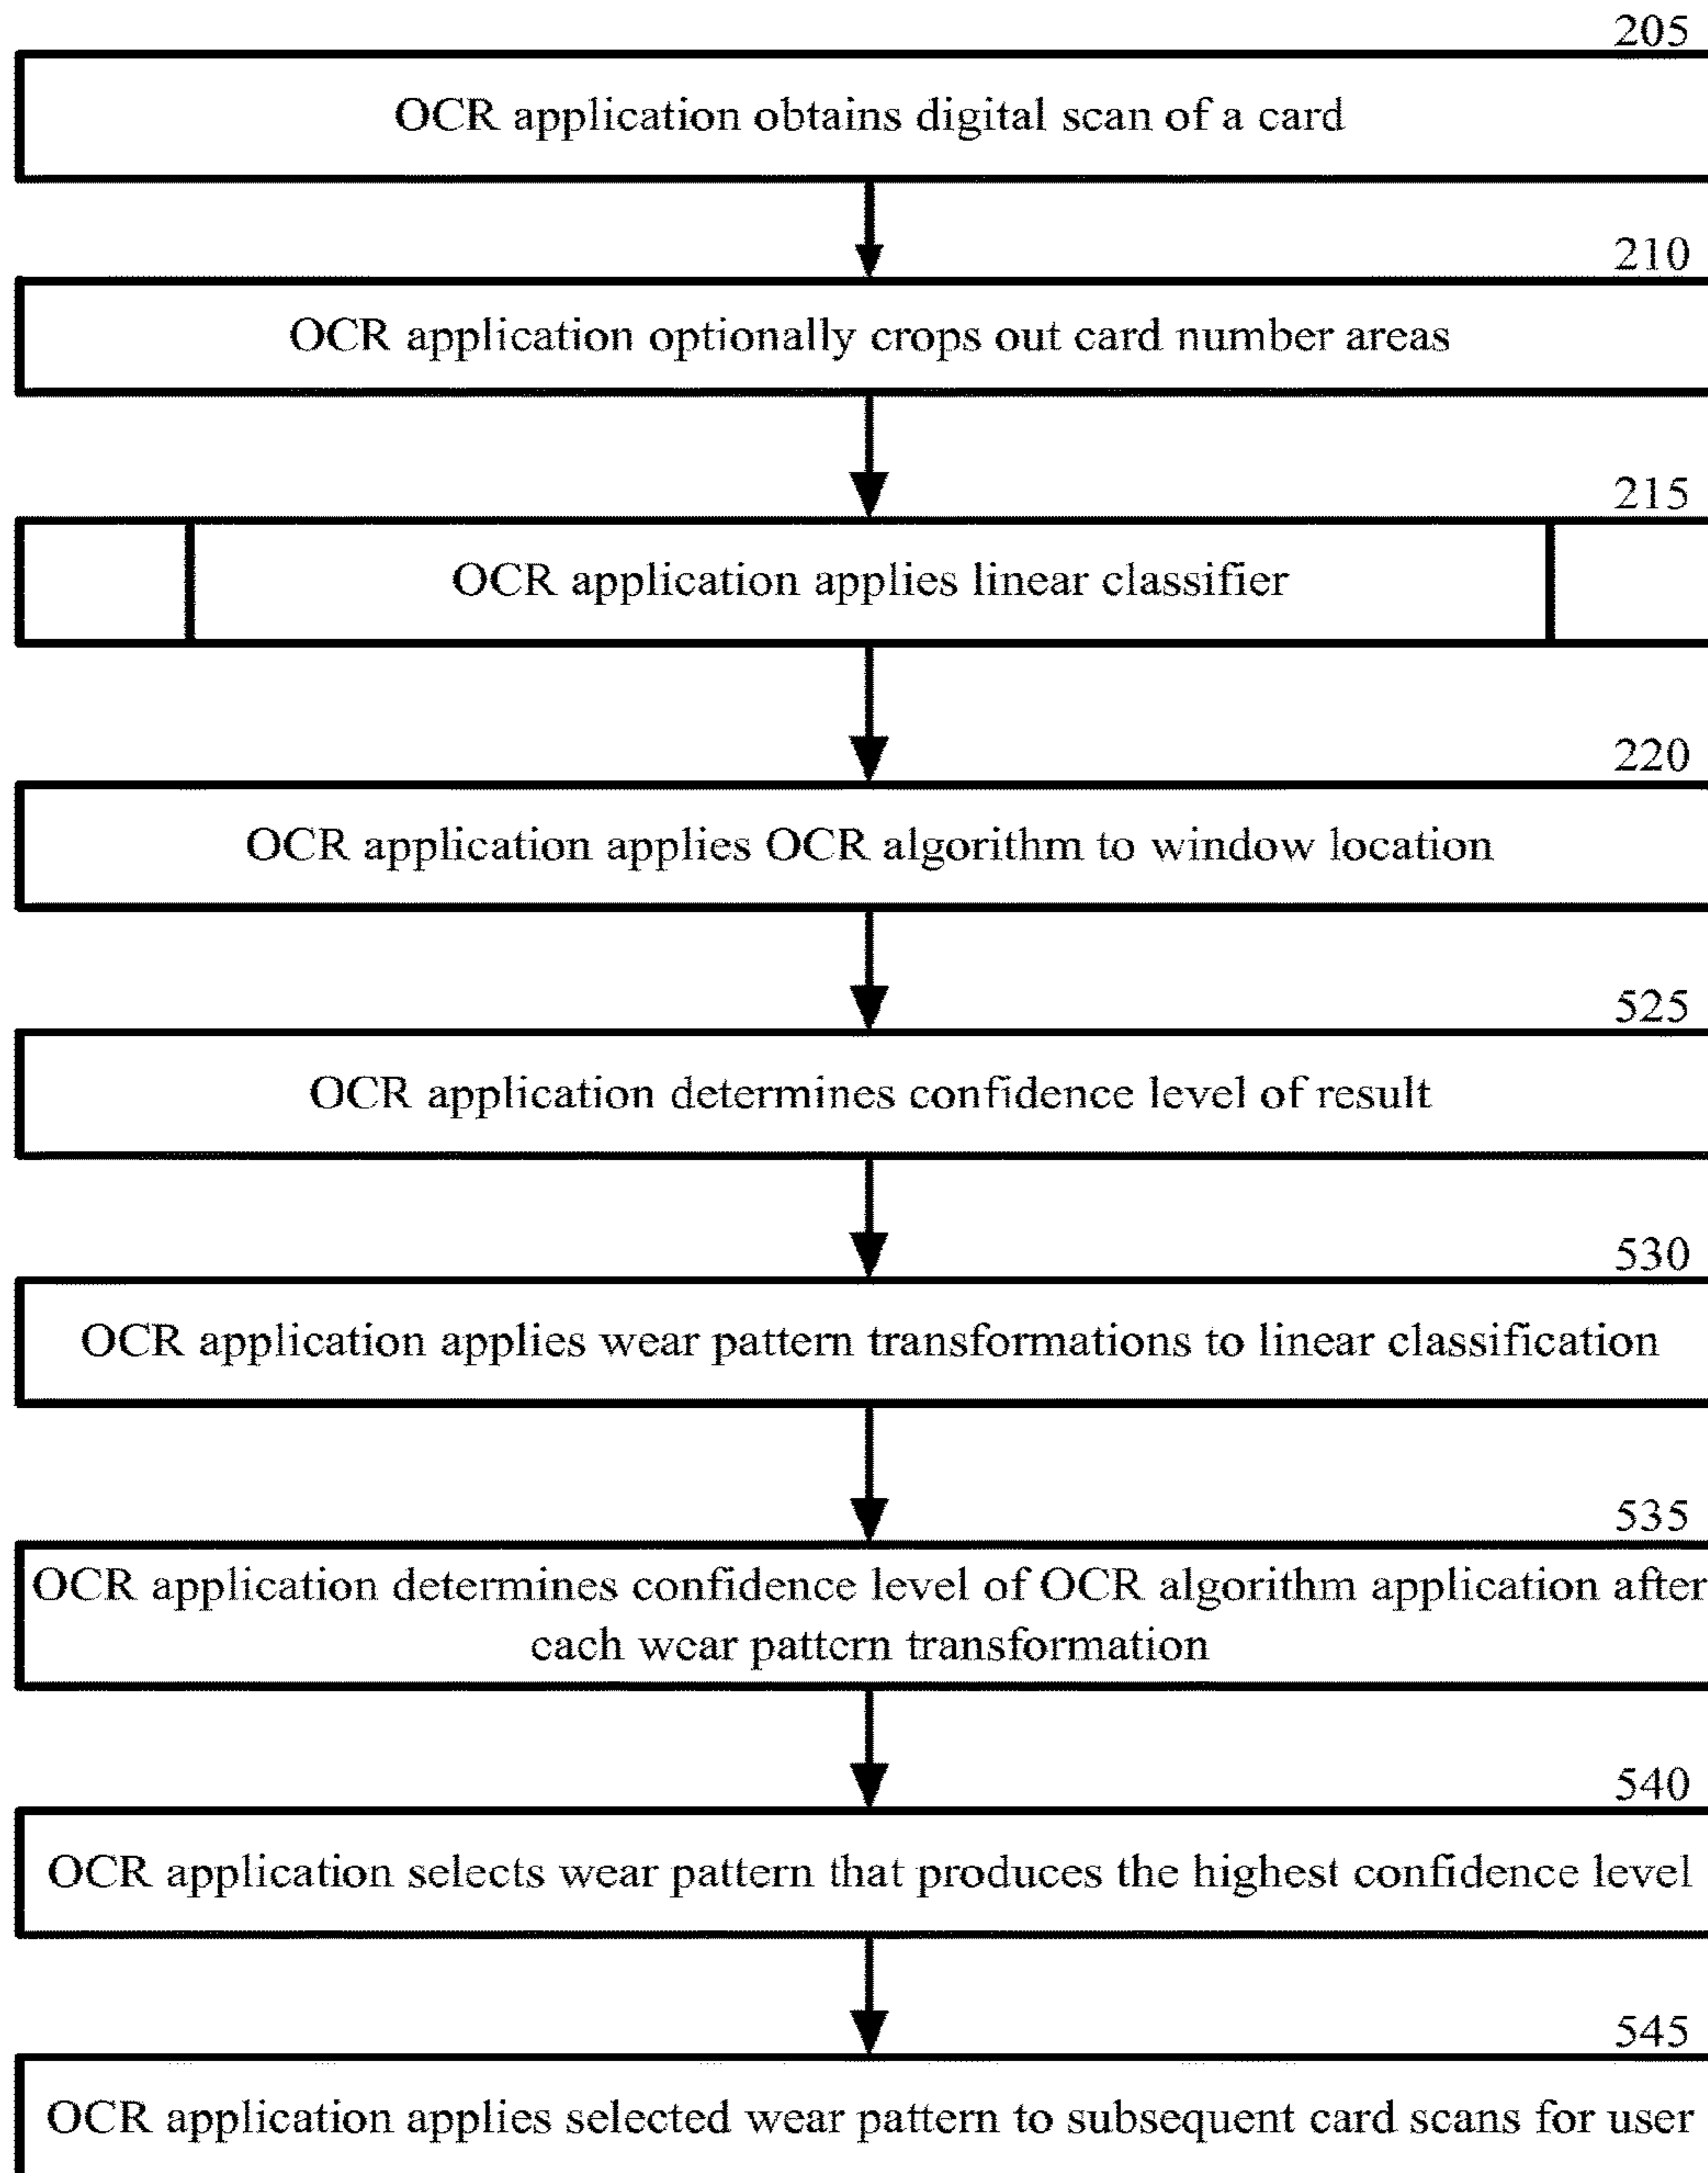 205
OCR application obtains digital scan of a card
210
OCR application optionally crops out card number areas
215
OCR application applies linear classifier
220
OCR application applies OCR algorithm to window location
525
OCR application determines confidence level of result
530
OCR application applies wear pattern transformations to linear classification
535
OCR application determines confidence level of OCR algorithm application after
each wear pattern transformation
540
OCR application selects wear pattern that produces the highest confidence level
545
OCR application applies selected wear pattern to subsequent card scans for user